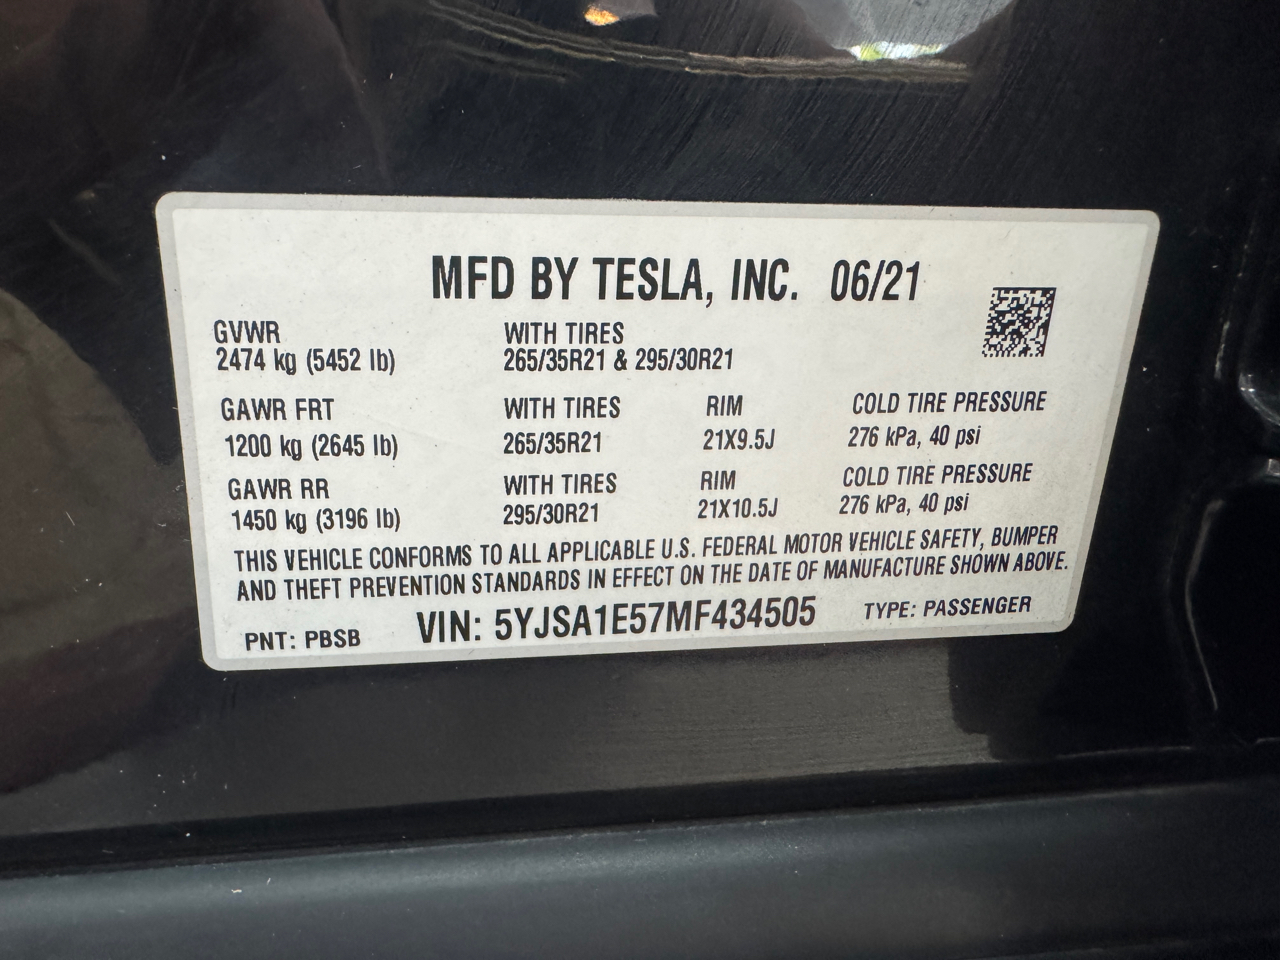 MFD BY TESLA, INC. 06/21
GVWR WITH TIRES
2474 kg (5452 lb) 265/35R21 & 295/30R21
GAWR FRT WITH TIRES RIM COLD TIRE PRESSURE
1200 kg (2645 lb) 265/35R21 21X9.5J 276 kPa, 40 psi
GAWR RR WITH TIRES RIM COLD TIRE PRESSURE
1450 kg (3196 lb) 295/30R21 21X10.5J 276 kPa, 40 psi
THIS VEHICLE CONFORMS TO ALL APPLICABLE U.S. FEDERAL MOTOR VEHICLE SAFETY, BUMPER
AND THEFT PREVENTION STANDARDS IN EFFECT ON THE DATE OF MANUFACTURE SHOWN ABOVE.
PNT: PBSB VIN: 5YJSA1E57MF434505 TYPE: PASSENGER